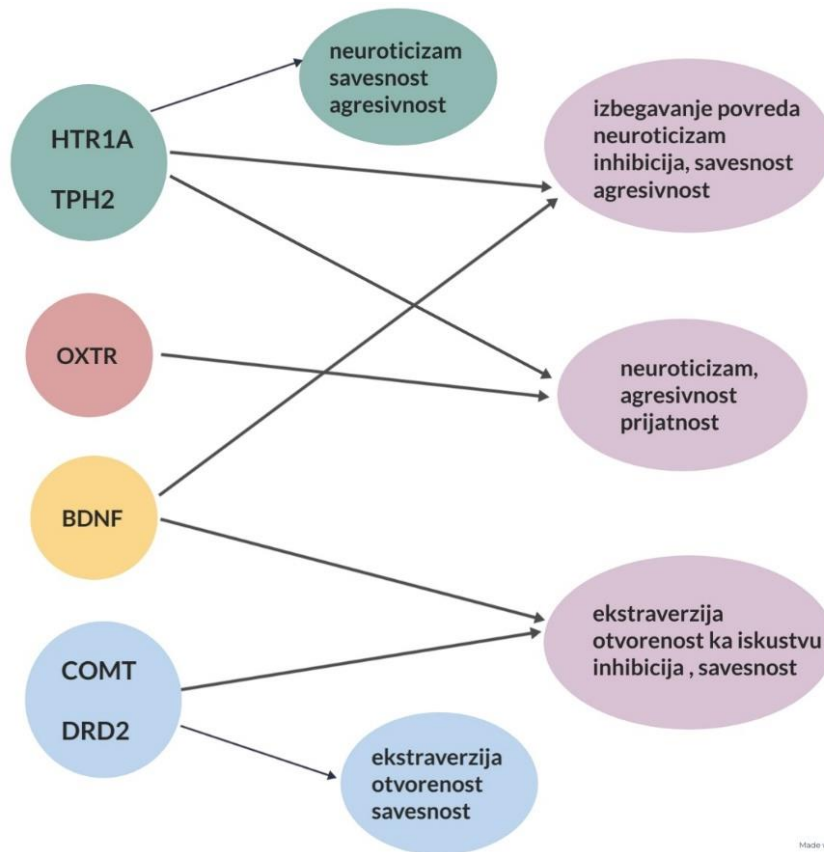 neuroticizam
savesnost
agresivnost
HTR1A
TPH2
izbegavanje povreda
neuroticizam
inhibicija, savesnost
agresivnost
OXTR
neuroticizam,
agresivnost
prijatnost
BDNF
ekstraverzija
otvorenost ka iskustvu
inhibicija , savesnost
COMT
DRD2
ekstraverzija
otvorenost
savesnost
Made